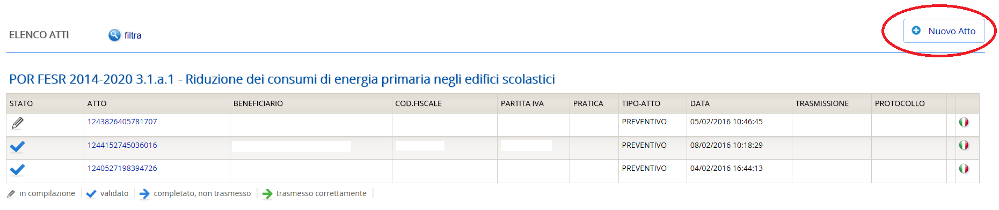 ELENCO ATTI filtra Nuovo Atto
POR FESR 2014-2020 3.1.a.1 - Riduzione dei consumi di energia primaria negli edifici scolastici
STATO ATTO BENEFICIARIO COD.FISCALE PARTITA IVA PRATICA TIPO-ATTO DATA TRASMISSIONE PROTOCOLLO
1243826405781707 PREVENTIVO 05/02/2016 10:46:45
1244152745036016 PREVENTIVO 08/02/2016 10:18:29
1240527198394726 PREVENTIVO 04/02/2016 16:44:13
in compilazione validato completato, non trasmesso trasmesso correttamente